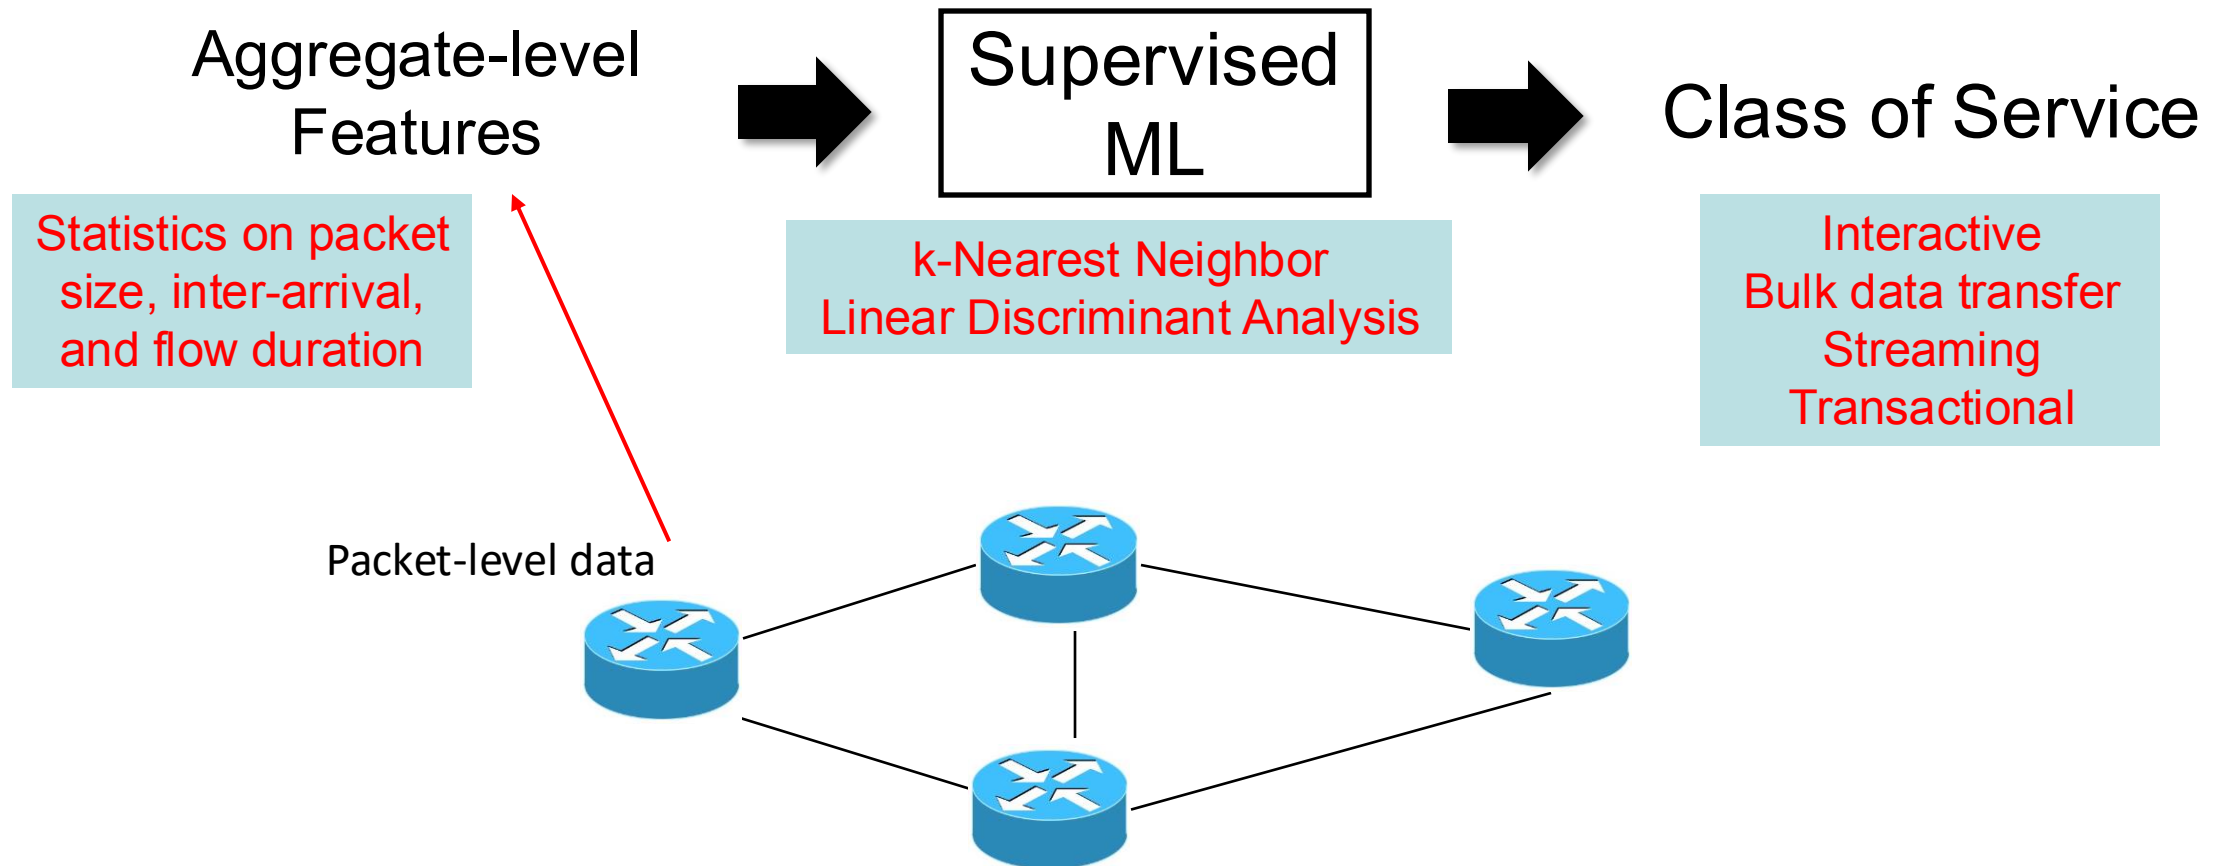 Aggregate-level
Features
Supervised
ML
Class of Service
Statistics on packet
size, inter-arrival,
and flow duration
k-Nearest Neighbor
Linear Discriminant Analysis
Interactive
Bulk data transfer
Streaming
Transactional
Packet-level data